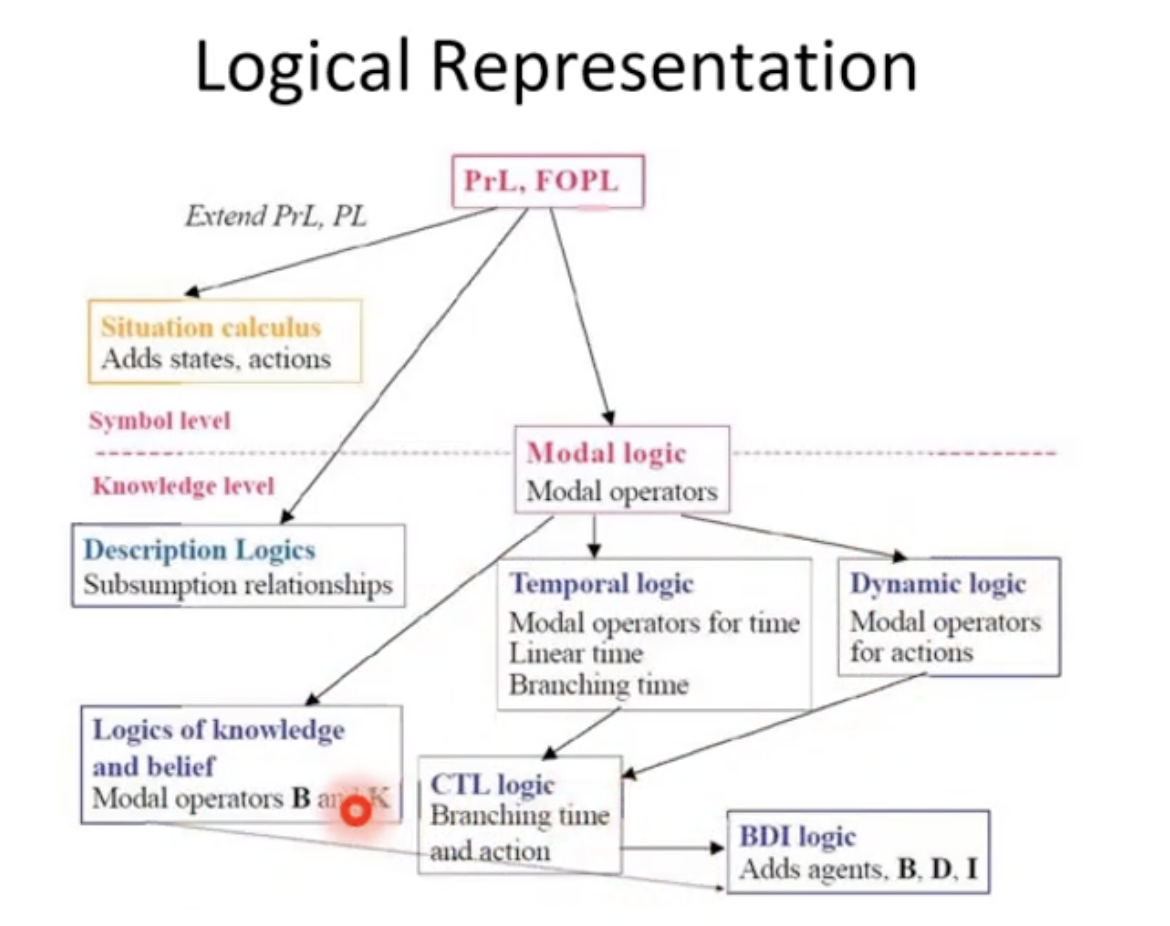 Logical Representation
PrL, FOPL
Extend PrL, PL
Situation calculus
Adds states, actions
Symbol level
Knowledge level
Modal logic
Modal operators
Description Logics
Subsumption relationships
Temporal logic
Modal operators for time
Linear time
Branching time
Dynamic logic
Modal operators
for actions
Logics of knowledge
and belief
Modal operators B and K
CTL logic
Branching time
and action
BDI logic
Adds agents, B, D, I